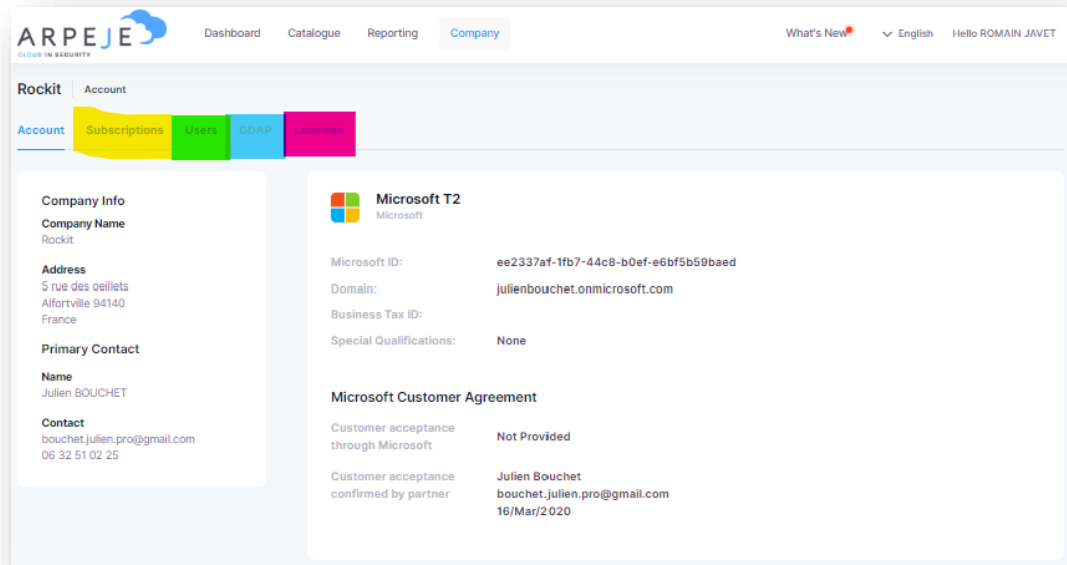 ARPEJE
CLOUD IN SECURITY
Dashboard Catalogue Reporting Company What's New English Hello ROMAIN JAVET
Rockit Account
Account Subscriptions Users GDAP Licenses
Company Info
Company Name
Rockit
Address
5 rue des oeillets
Alfortville 94140
France
Primary Contact
Name
Julien BOUCHET
Contact
bouchet.julien.pro@gmail.com
06 32 51 02 25
Microsoft T2
Microsoft
Microsoft ID: ee2337af-1fb7-44c8-b0ef-e6bf5b59baed
Domain: julienbouchet.onmicrosoft.com
Business Tax ID:
Special Qualifications: None
Microsoft Customer Agreement
Customer acceptance
through Microsoft Not Provided
Customer acceptance
confirmed by partner
Julien Bouchet
bouchet.julien.pro@gmail.com
16/Mar/2020